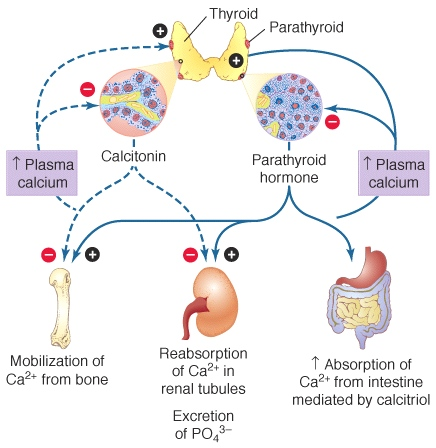 Thyroid
Parathyroid
+
+
−
Calcitonin
Parathyroid
hormone
−
↑ Plasma
calcium
↑ Plasma
calcium
−
+
−
+
Mobilization of
Ca²⁺ from bone
Reabsorption
of Ca²⁺ in
renal tubules
Excretion
of PO₄³⁻
↑ Absorption of
Ca²⁺ from intestine
mediated by calcitriol